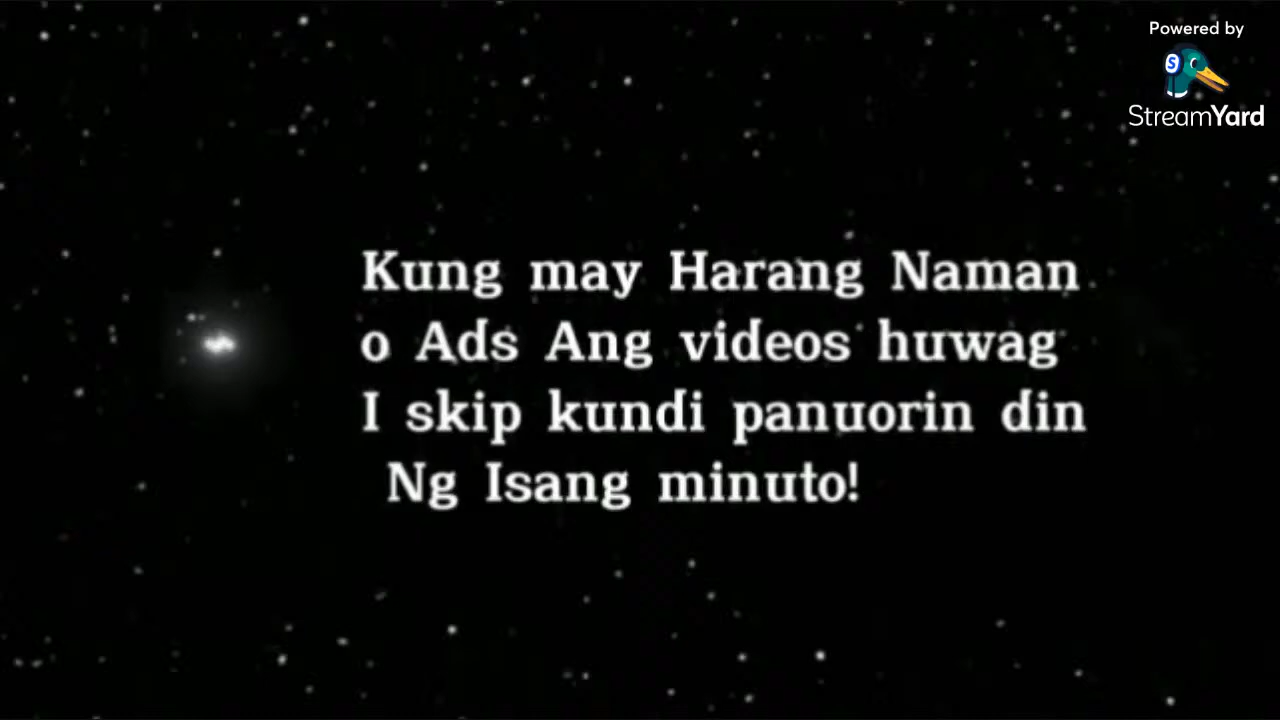 Powered by
StreamYard
Kung may Harang Naman
o Ads Ang videos huwag
I skip kundi panuorin din
Ng Isang minuto!